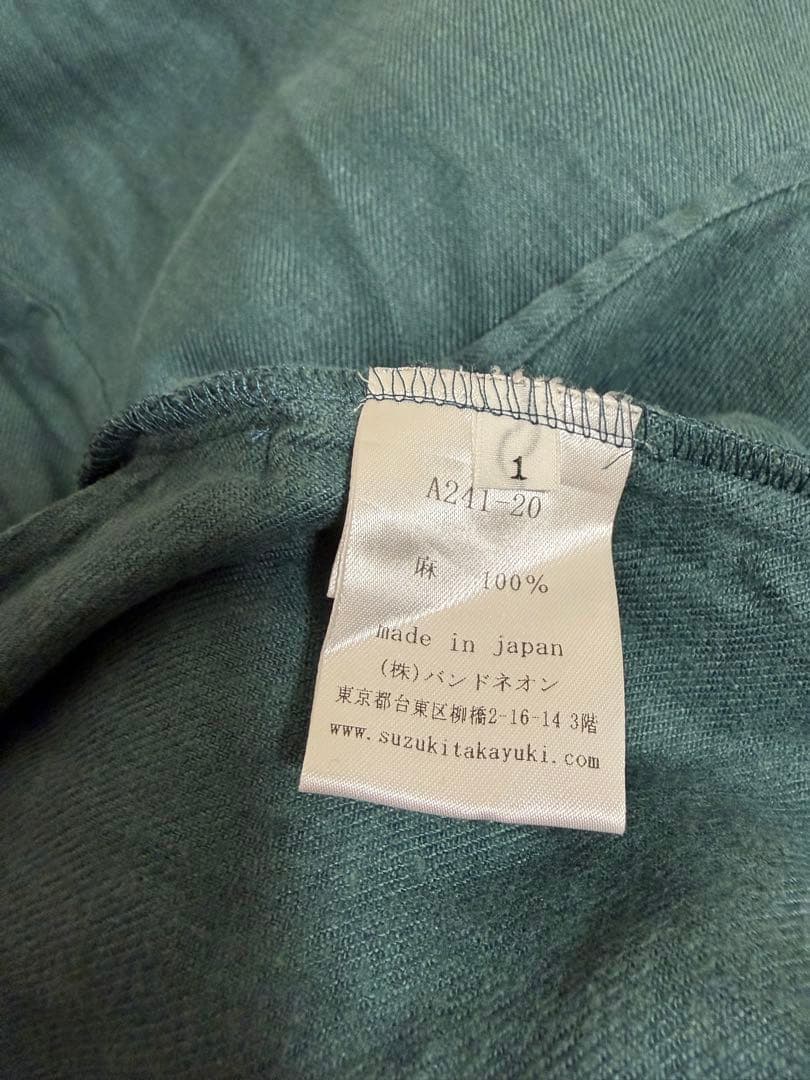 1
A241-20
麻 100%
made in japan
(株)バンドネオン
東京都台東区柳橋2-16-14 3階
www.suzukitakayuki.com